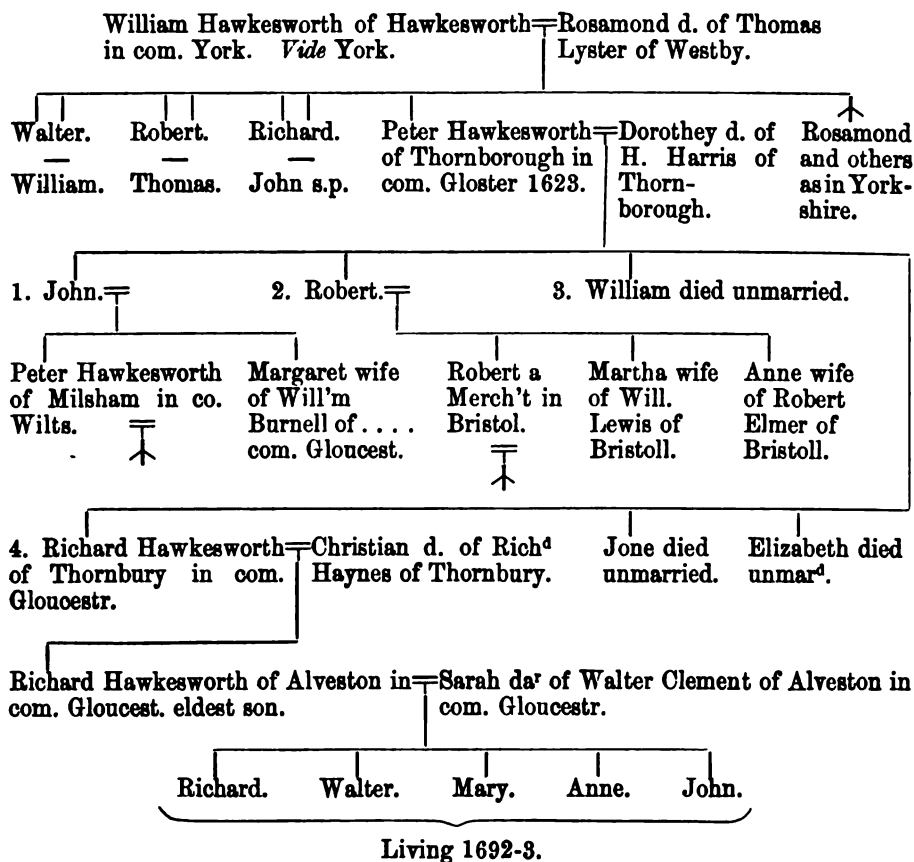 William Hawkesworth of Hawkesworth=Rosamond d. of Thomas
in com. York. Vide York. Lyster of Westby.
Walter. Robert. Richard. Peter Hawkesworth=Dorothey d. of Rosamond
of Thornborough in H. Harris of and others
William. Thomas. John s.p. com. Gloster 1623. Thorn- as in York-
borough. shire.
1. John.= 2. Robert.= 3. William died unmarried.
Peter Hawkesworth Margaret wife Robert a Martha wife Anne wife
of Milsham in co. of Will'm Merch't in of Will. of Robert
Wilts. Burnell of .... Bristol. Lewis of Elmer of
com. Gloucest. Bristoll. Bristoll.
4. Richard Hawkesworth=Christian d. of Richᵈ Jone died Elizabeth died
of Thornbury in com. Haynes of Thornbury. unmarried. unmarᵈ.
Gloucestr.
Richard Hawkesworth of Alveston in=Sarah daʳ of Walter Clement of Alveston in
com. Gloucest. eldest son. com. Gloucestr.
Richard. Walter. Mary. Anne. John.
Living 1692-3.